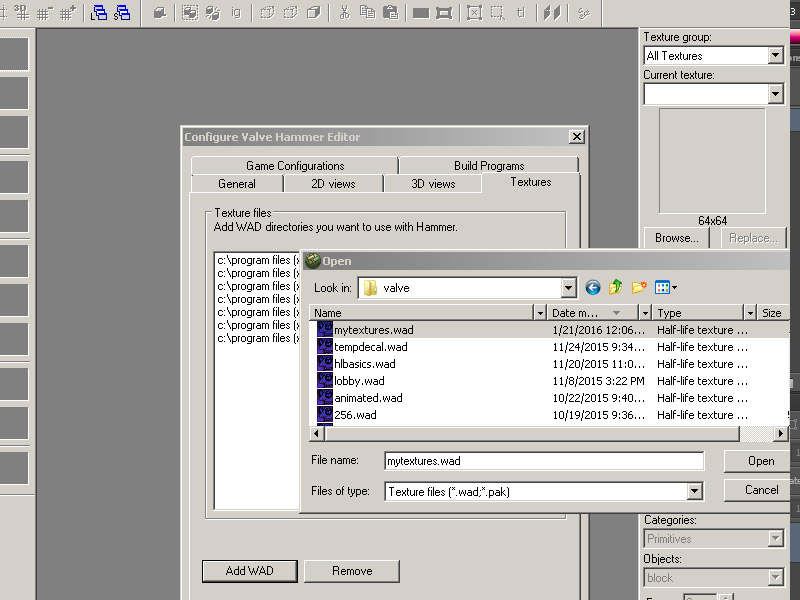 3D
L
S
ig
tl
Texture group:
All Textures
Current texture:
64x64
Browse...
Replace...
Configure Valve Hammer Editor
Game Configurations
Build Programs
General
2D views
3D views
Textures
Texture files
Add WAD directories you want to use with Hammer.
c:\program files (x
c:\program files (x
c:\program files (x
c:\program files (x
c:\program files (x
c:\program files (x
c:\program files (x
Open
Look in:
valve
Name
Date m...
Type
Size
mytextures.wad
1/21/2016 12:06...
Half-life texture ...
tempdecal.wad
11/24/2015 9:34...
Half-life texture ...
hlbasics.wad
11/20/2015 11:0...
Half-life texture ...
lobby.wad
11/8/2015 3:22 PM
Half-life texture ...
animated.wad
10/22/2015 9:40...
Half-life texture ...
256.wad
10/19/2015 9:36...
Half-life texture ...
File name:
mytextures.wad
Open
Files of type:
Texture files (*.wad;*.pak)
Cancel
Add WAD
Remove
Categories:
Primitives
Objects:
block